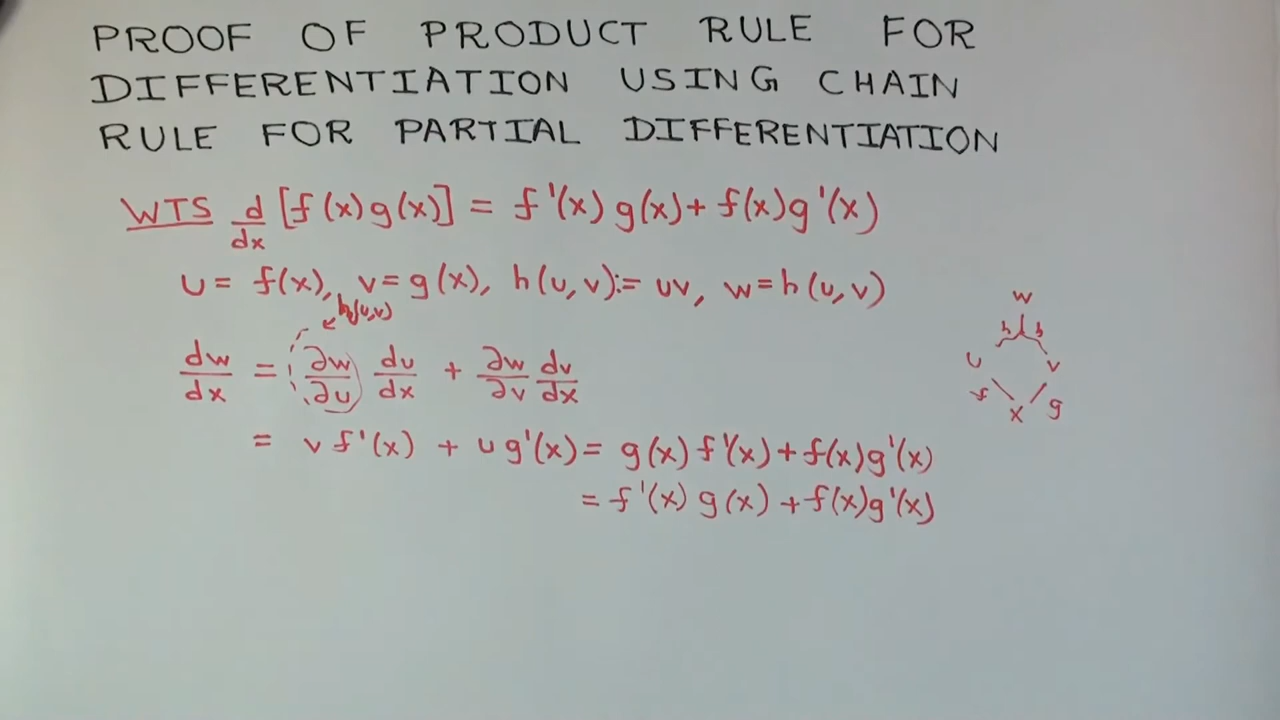 PROOF OF PRODUCT RULE FOR
DIFFERENTIATION USING CHAIN
RULE FOR PARTIAL DIFFERENTIATION
WTS d/dx [f(x)g(x)] = f'(x) g(x) + f(x)g'(x)
u = f(x), v = g(x), h(u,v) := uv, w = h(u,v)
h(u,v)
dw/dx = ∂w/∂u du/dx + ∂w/∂v dv/dx
= v f'(x) + u g'(x) = g(x) f'(x) + f(x)g'(x)
= f'(x) g(x) + f(x)g'(x)
w
h h
u v
f x g